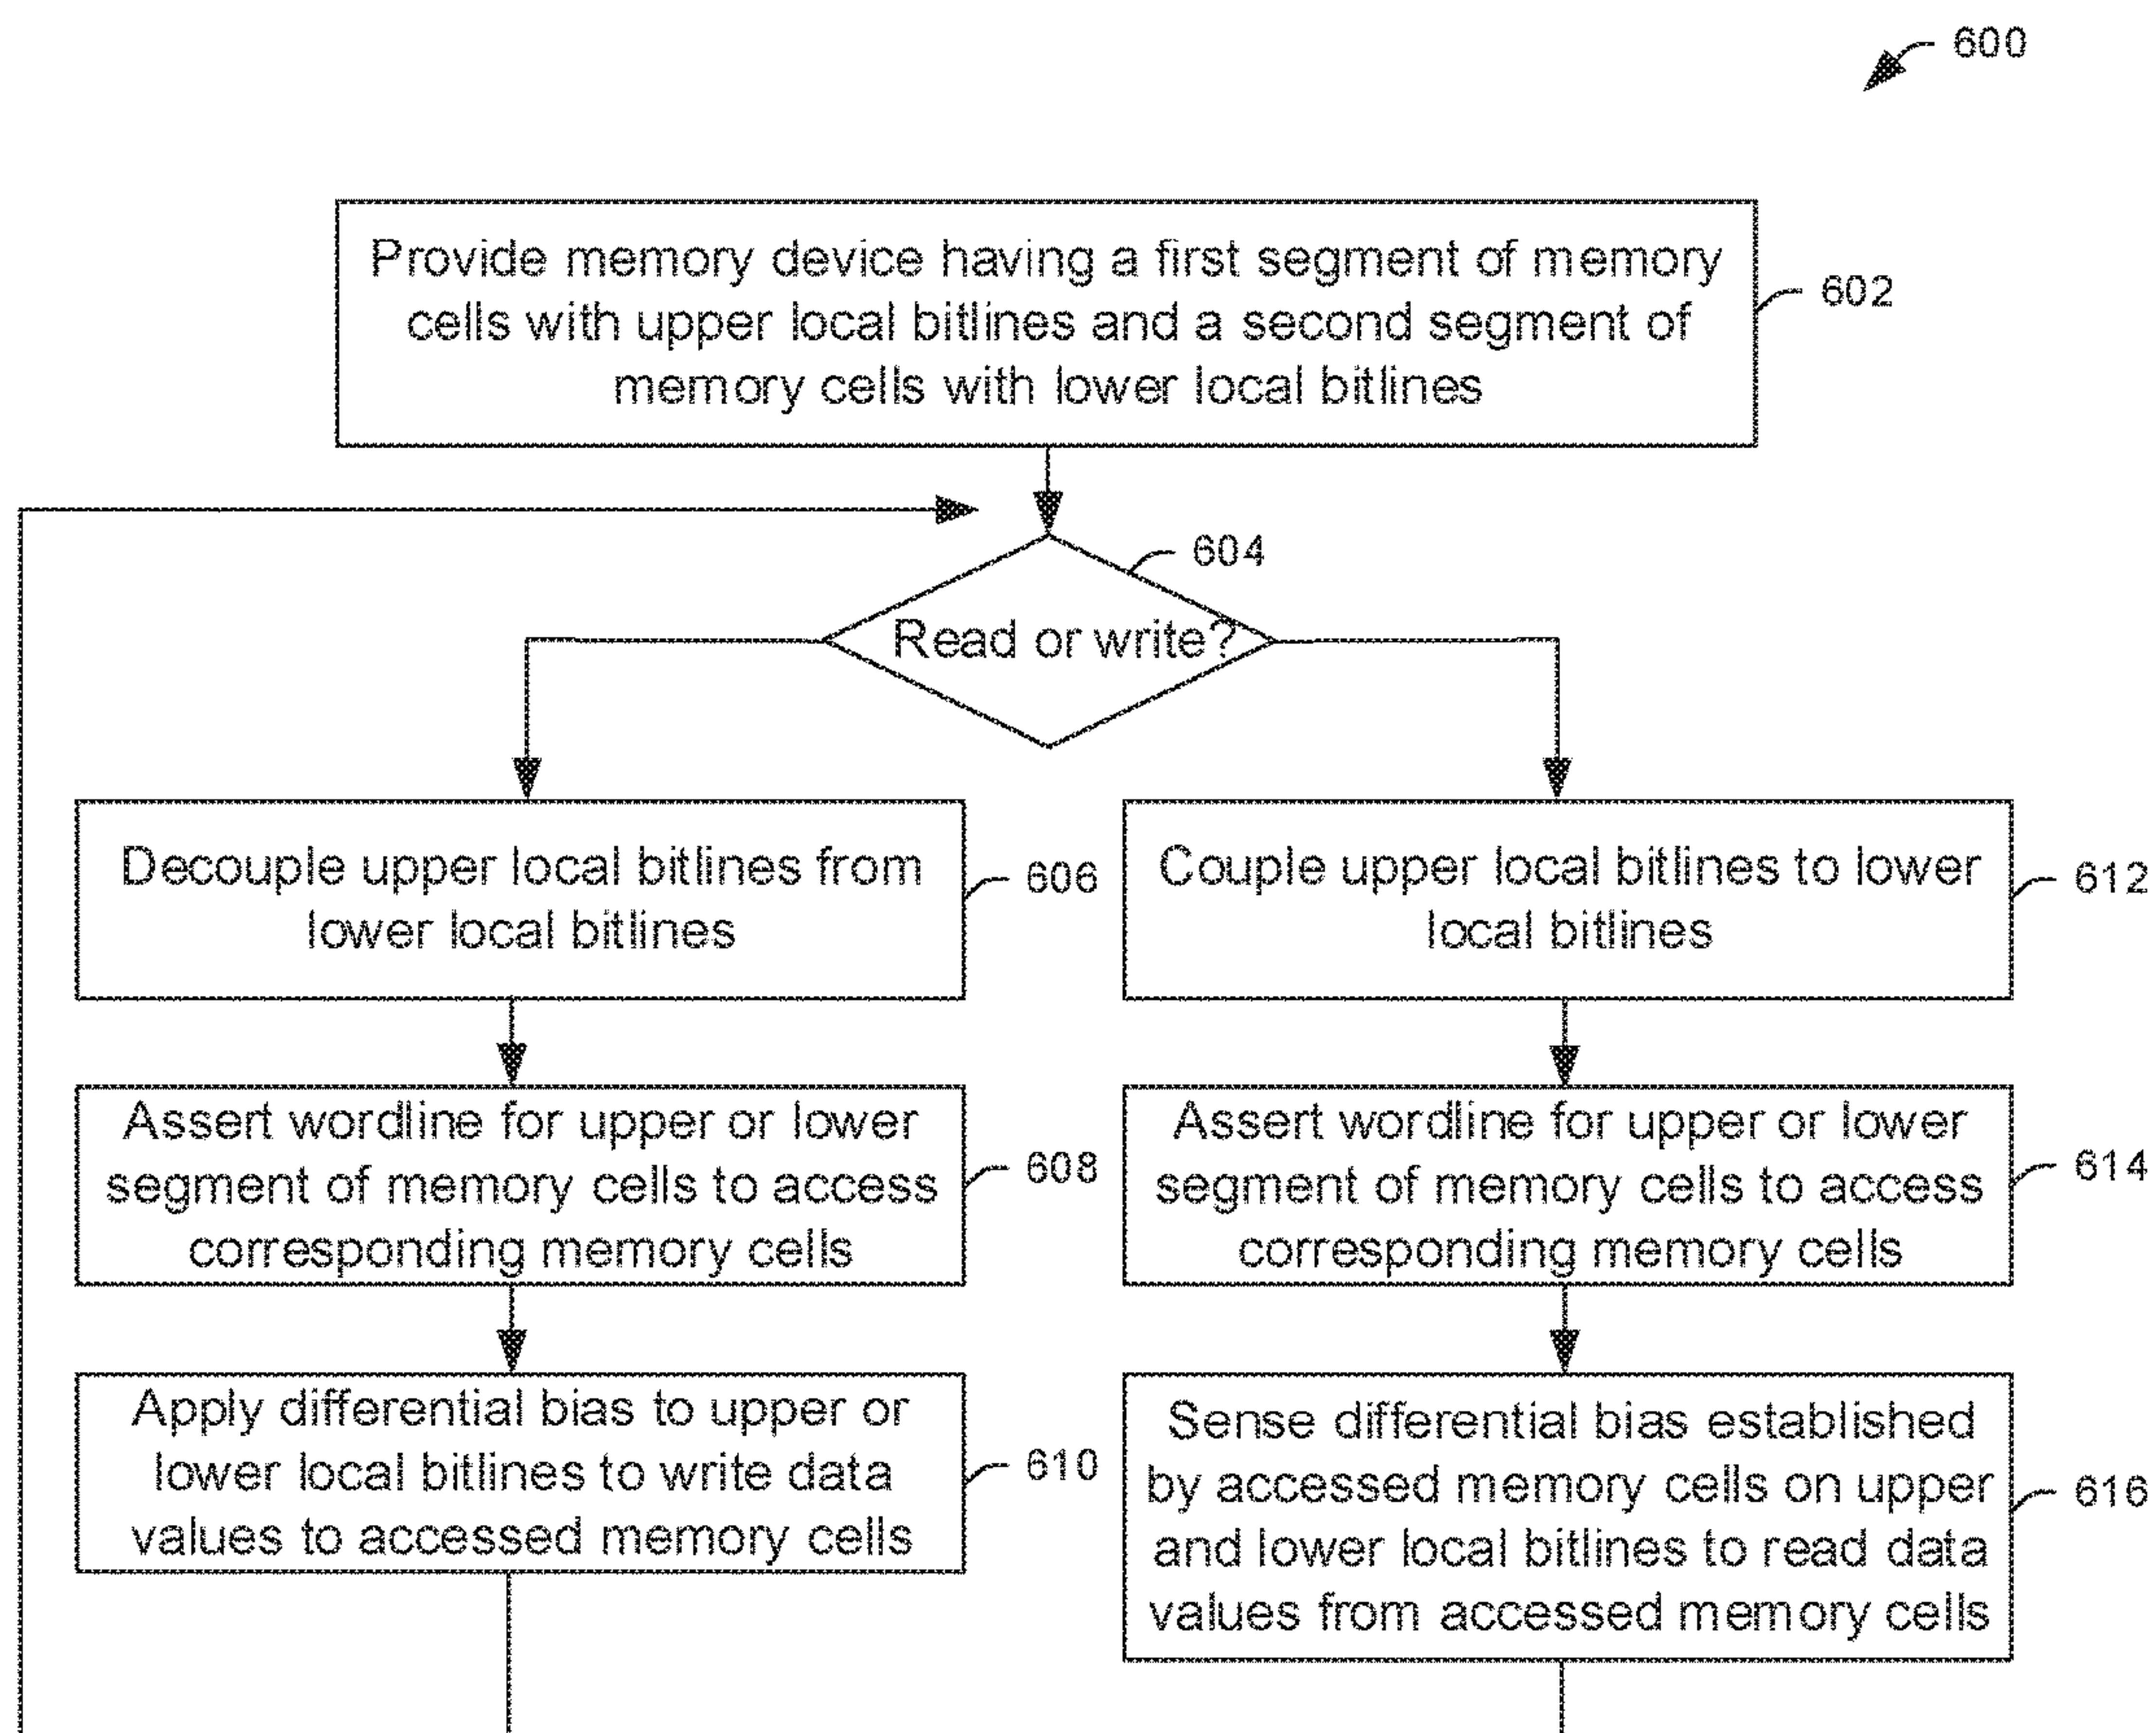 600
Provide memory device having a first segment of memory
cells with upper local bitlines and a second segment of
memory cells with lower local bitlines
602
604
Read or write?
Decouple upper local bitlines from
lower local bitlines
606
Couple upper local bitlines to lower
local bitlines
612
Assert wordline for upper or lower
segment of memory cells to access
corresponding memory cells
608
Assert wordline for upper or lower
segment of memory cells to access
corresponding memory cells
614
Apply differential bias to upper or
lower local bitlines to write data
values to accessed memory cells
610
Sense differential bias established
by accessed memory cells on upper
and lower local bitlines to read data
values from accessed memory cells
616